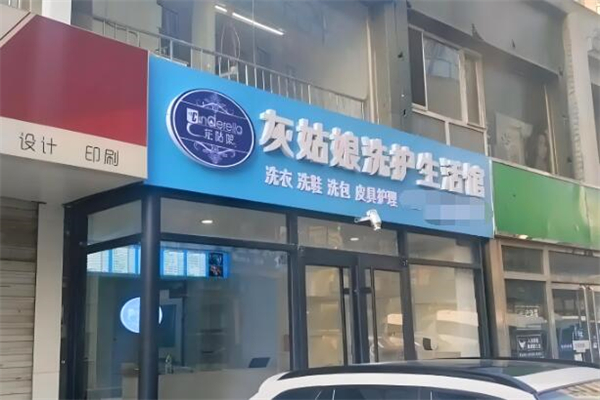 设计 印刷
Cinderella
灰姑娘
灰姑娘洗护生活馆
洗衣 洗鞋 洗包 皮具护理